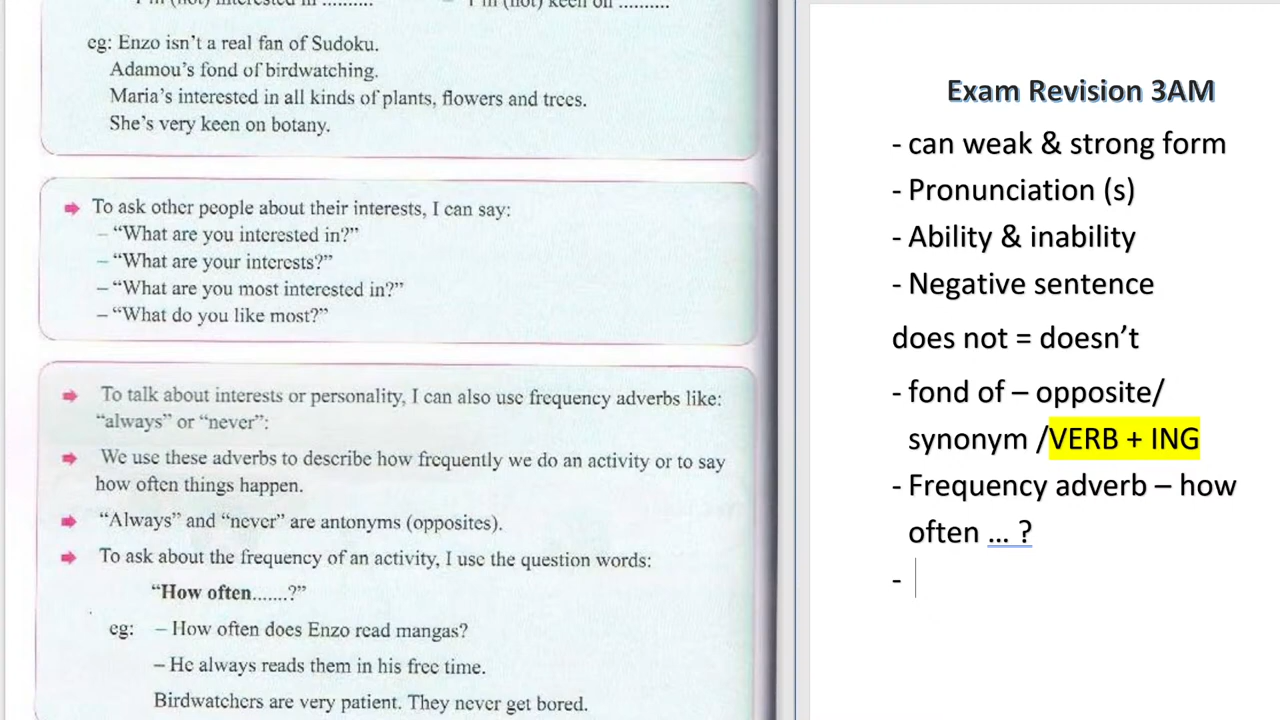 I'm (not) interested in .......... – I'm (not) keen on ..........
eg: Enzo isn't a real fan of Sudoku.
Adamou's fond of birdwatching.
Maria's interested in all kinds of plants, flowers and trees.
She's very keen on botany.
To ask other people about their interests, I can say:
– “What are you interested in?”
– “What are your interests?”
– “What are you most interested in?”
– “What do you like most?”
To talk about interests or personality, I can also use frequency adverbs like:
“always” or “never”:
We use these adverbs to describe how frequently we do an activity or to say
how often things happen.
“Always” and “never” are antonyms (opposites).
To ask about the frequency of an activity, I use the question words:
“How often.......?”
eg: – How often does Enzo read mangas?
– He always reads them in his free time.
Birdwatchers are very patient. They never get bored.
Exam Revision 3AM
- can weak & strong form
- Pronunciation (s)
- Ability & inability
- Negative sentence
does not = doesn’t
- fond of – opposite/
synonym /VERB + ING
- Frequency adverb – how
often ... ?
-